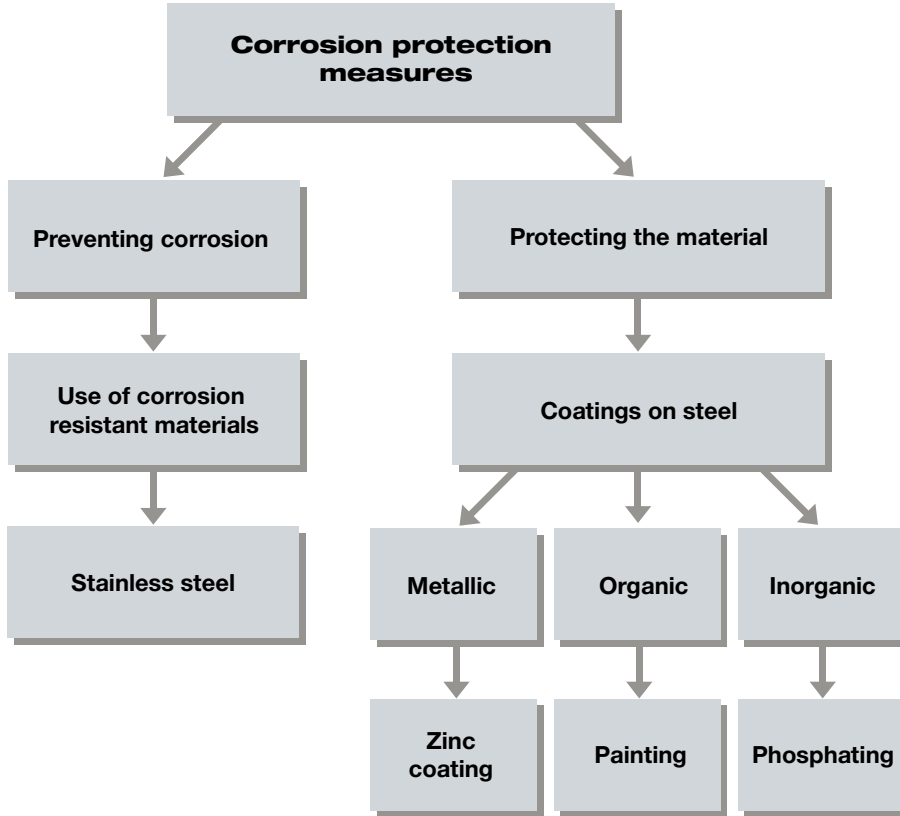 Corrosion protection
measures
Preventing corrosion
Protecting the material
Use of corrosion
resistant materials
Coatings on steel
Stainless steel
Metallic
Organic
Inorganic
Zinc
coating
Painting
Phosphating